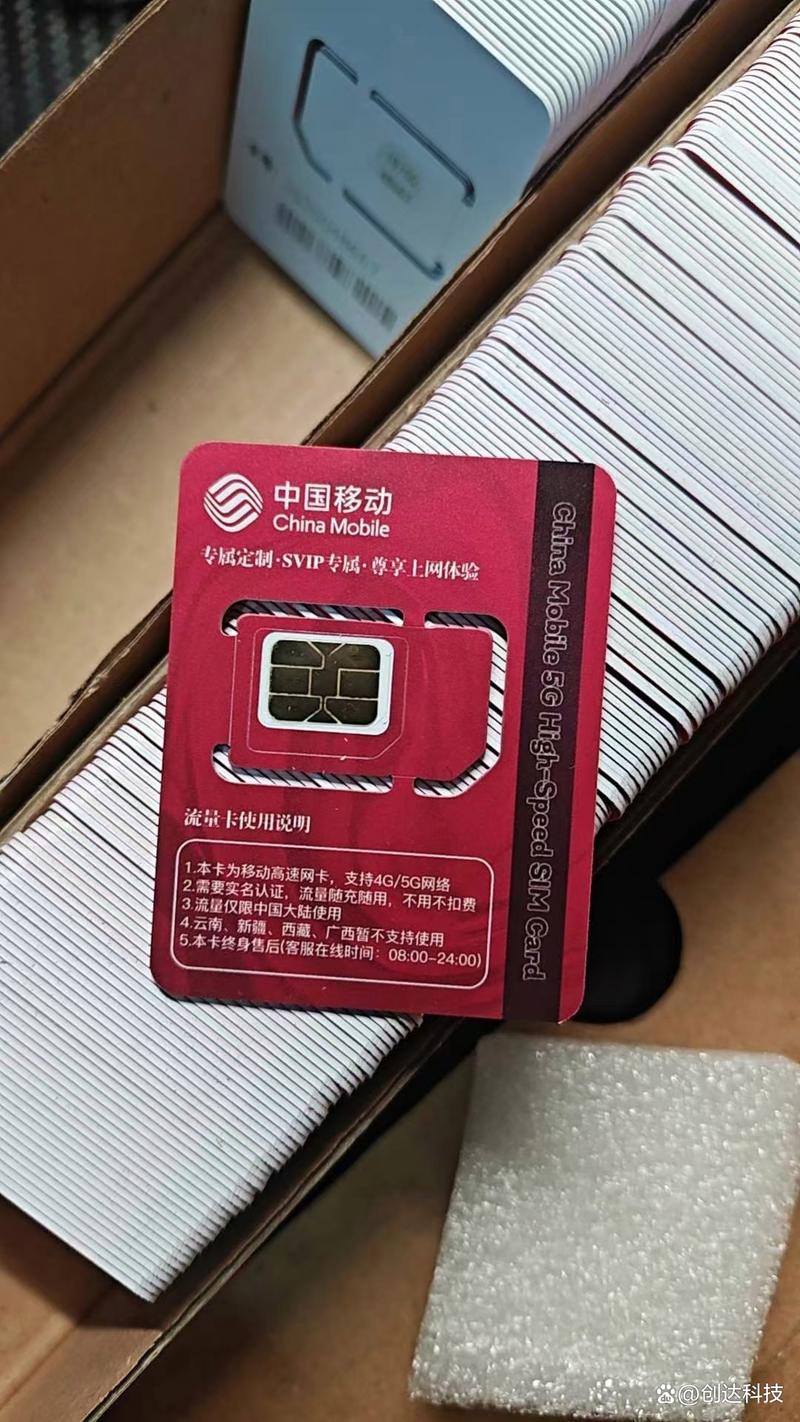 中国移动
China Mobile
专属定制·SVIP专属·尊享上网体验
流量卡使用说明
1.本卡为移动高速网卡，支持4G/5G网络
2.需要实名认证，流量随充随用，不用不扣费
3.流量仅限中国大陆使用
4.云南、新疆、西藏、广西暂不支持使用
5.本卡终身售后(客服在线时间：08:00-24:00)
China Mobile 5G High-Speed SIM Card
@创达科技